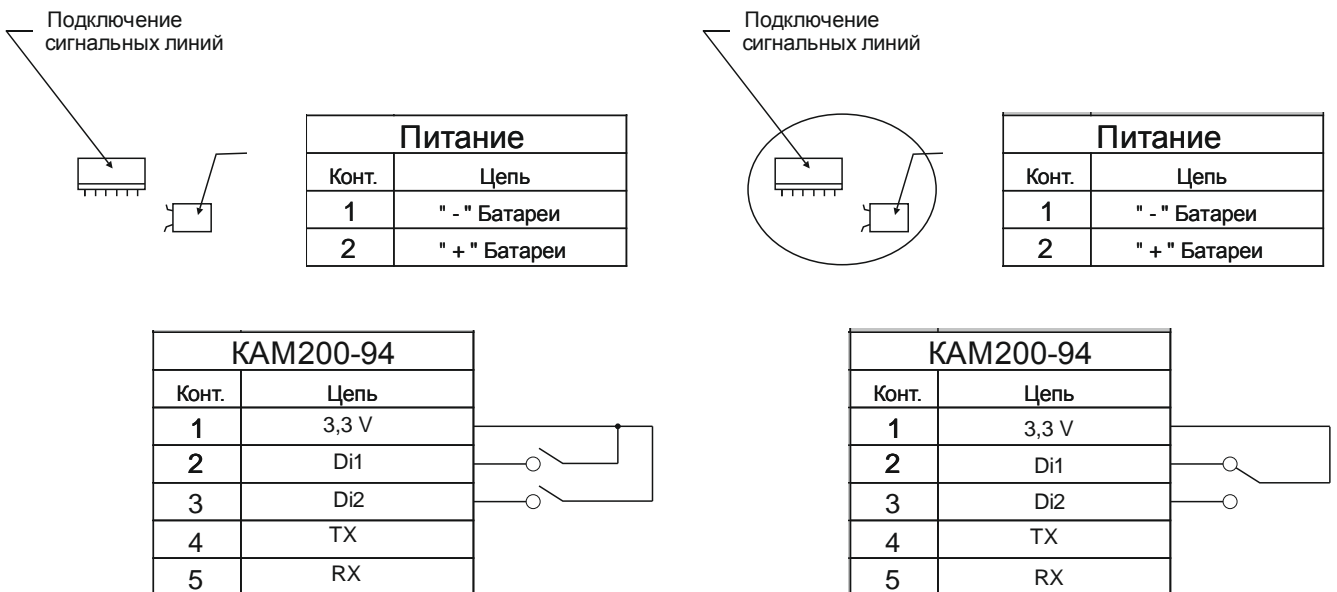 Подключение
сигнальных линий
Питание
Конт. Цепь
1 " - " Батареи
2 " + " Батареи
КАМ200-94
Конт. Цепь
1 3,3 V
2 Di1
3 Di2
4 TX
5 RX
Подключение
сигнальных линий
Питание
Конт. Цепь
1 " - " Батареи
2 " + " Батареи
КАМ200-94
Конт. Цепь
1 3,3 V
2 Di1
3 Di2
4 TX
5 RX